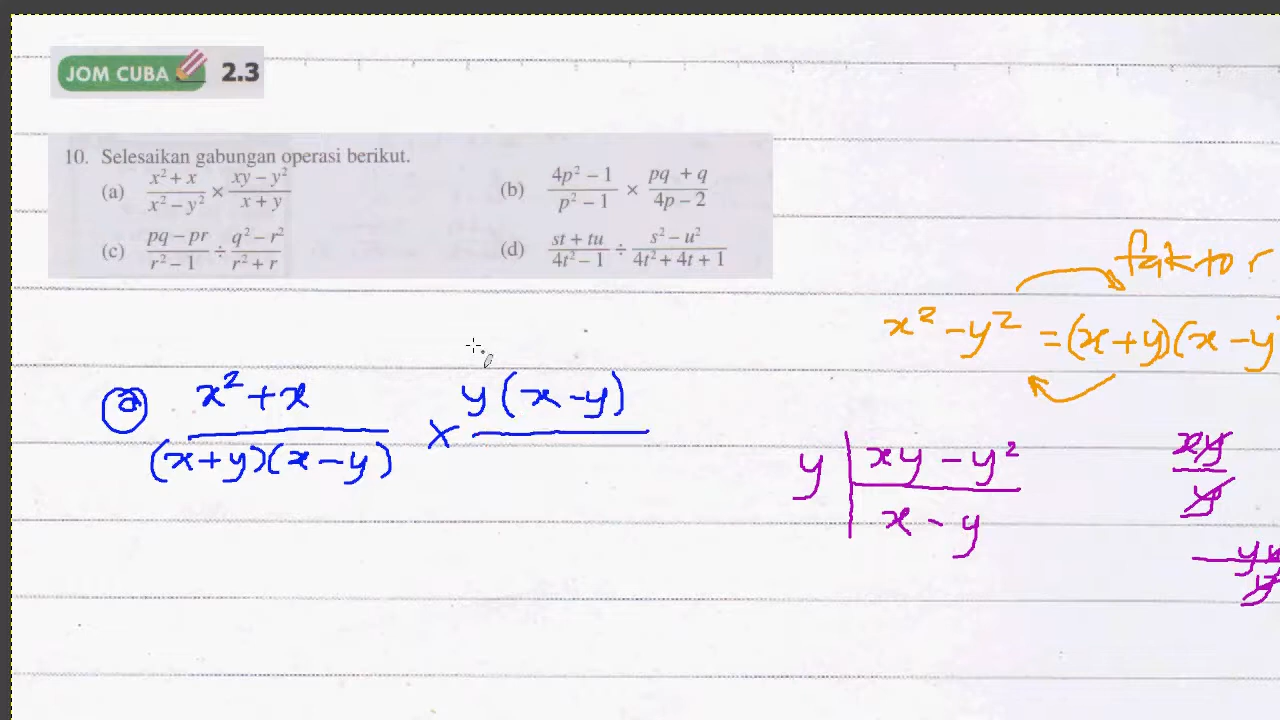 JOM CUBA 2.3
10. Selesaikan gabungan operasi berikut.
(a) (x² + x)/(x² − y²) × (xy − y²)/(x + y)
(b) (4p² − 1)/(p² − 1) × (pq + q)/(4p − 2)
(c) (pq − pr)/(r² − 1) ÷ (q² − r²)/(r² + r)
(d) (st + tu)/(4t² − 1) ÷ (s² − u²)/(4t² + 4t + 1)
faktor
x² − y² = (x + y)(x − y
ⓐ x² + x × y(x − y)
(x + y)(x − y)
y | xy − y²
x − y
xy
y
y